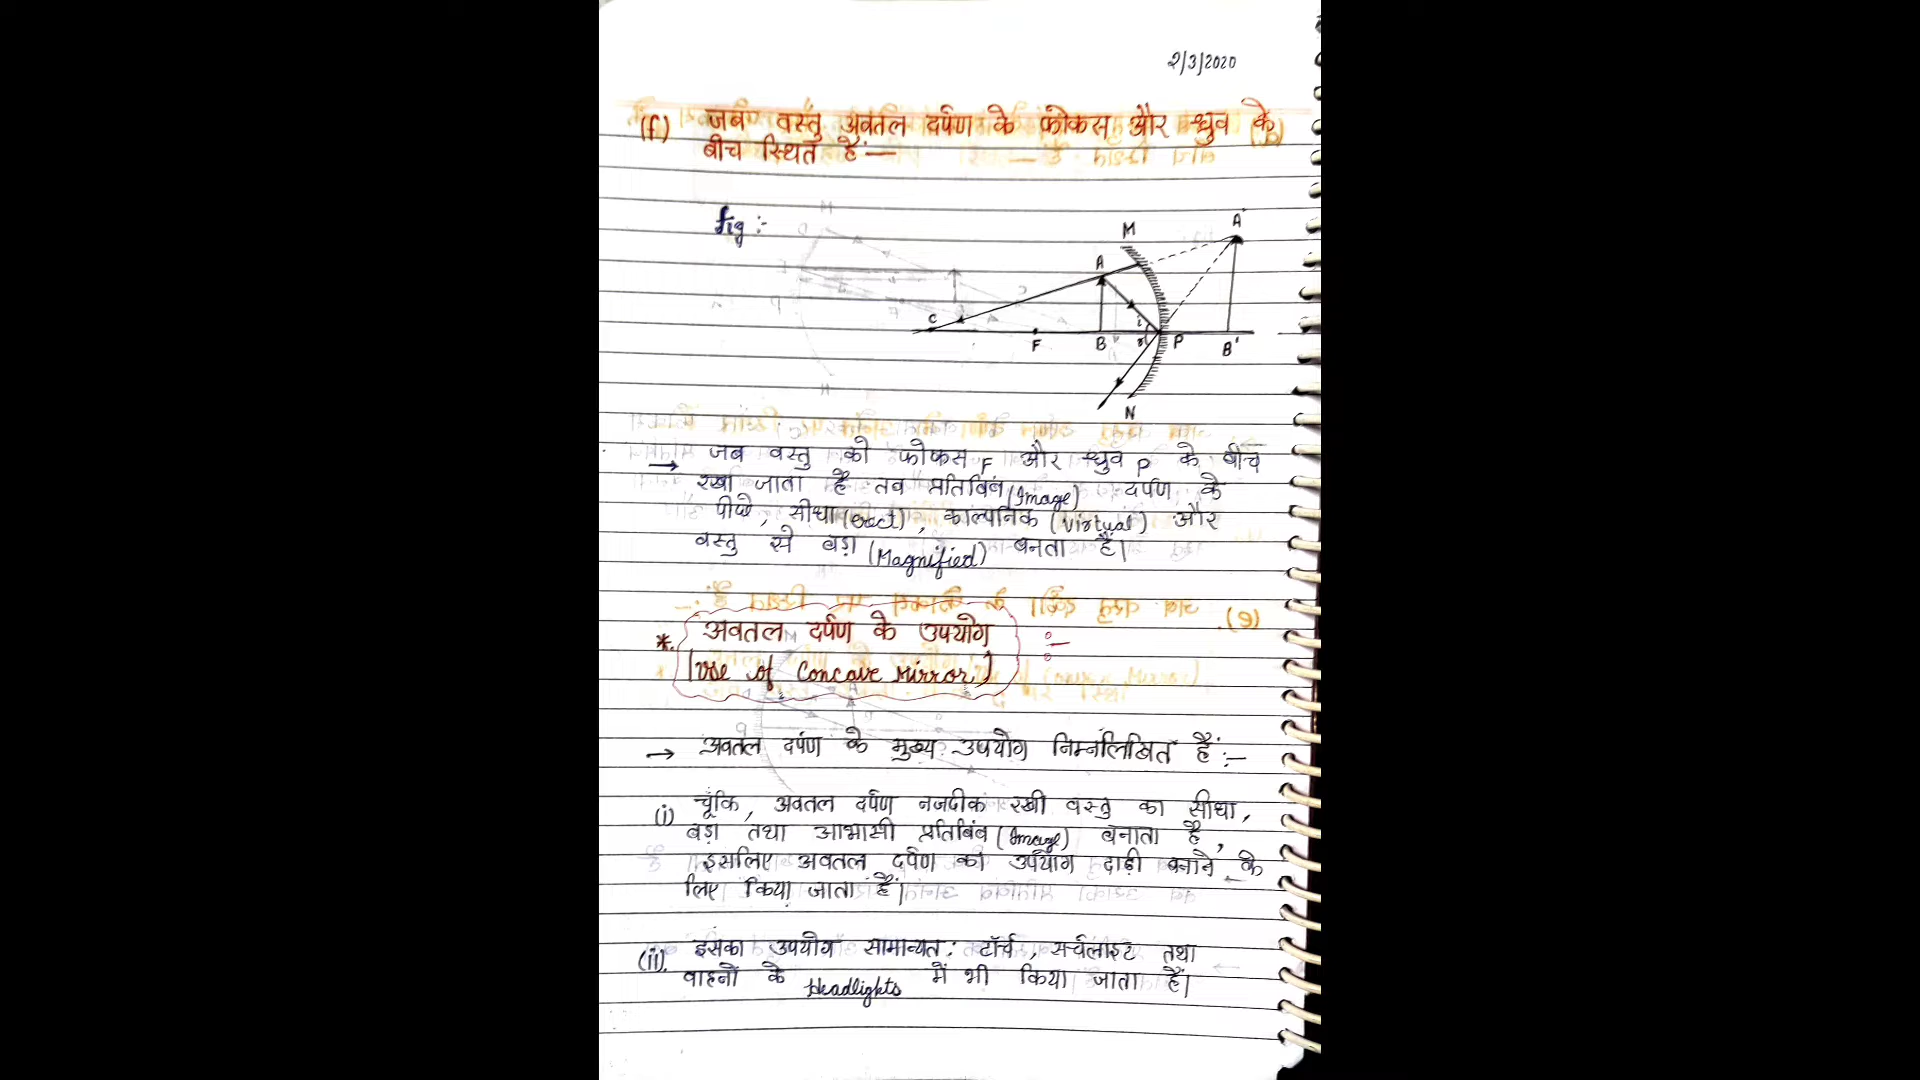 2/3/2020
(f) जब वस्तु अवतल दर्पण के फोकस और ध्रुव के
बीच स्थित हैं:—
fig :-
M
A'
A
C
F
B
i
r
P
B'
N
→ जब वस्तु को फोकस F और ध्रुव P के बीच
रखा जाता है तब प्रतिबिंब (Image) दर्पण के
पीछे, सीधा (Erect), काल्पनिक (Virtual) और
वस्तु से बड़ा (Magnified) बनता हैं।
*. अवतल दर्पण के उपयोग :-
(Use of Concave Mirror)
→ अवतल दर्पण के मुख्य उपयोग निम्नलिखित हैं:—
(i) चूंकि, अवतल दर्पण नजदीक रखी वस्तु का सीधा,
बड़ा तथा आभासी प्रतिबिंब (Image) बनाता है,
इसलिए अवतल दर्पण का उपयोग दाढ़ी बनाने के
लिए किया जाता हैं।
(ii). इसका उपयोग सामान्यत: टॉर्च, सर्चलाइट तथा
वाहनों के Headlights में भी किया जाता हैं।